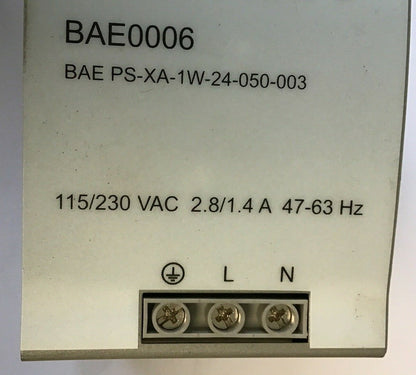 BAE0006
BAE PS-XA-1W-24-050-003
115/230 VAC 2.8/1.4 A 47-63 Hz
L N